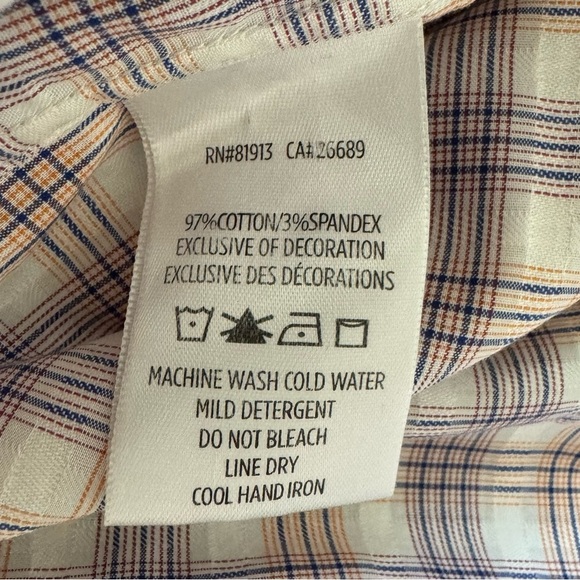 RN#81913 CA#26689
97%COTTON/3%SPANDEX
EXCLUSIVE OF DECORATION
EXCLUSIVE DES DÉCORATIONS
MACHINE WASH COLD WATER
MILD DETERGENT
DO NOT BLEACH
LINE DRY
COOL HAND IRON